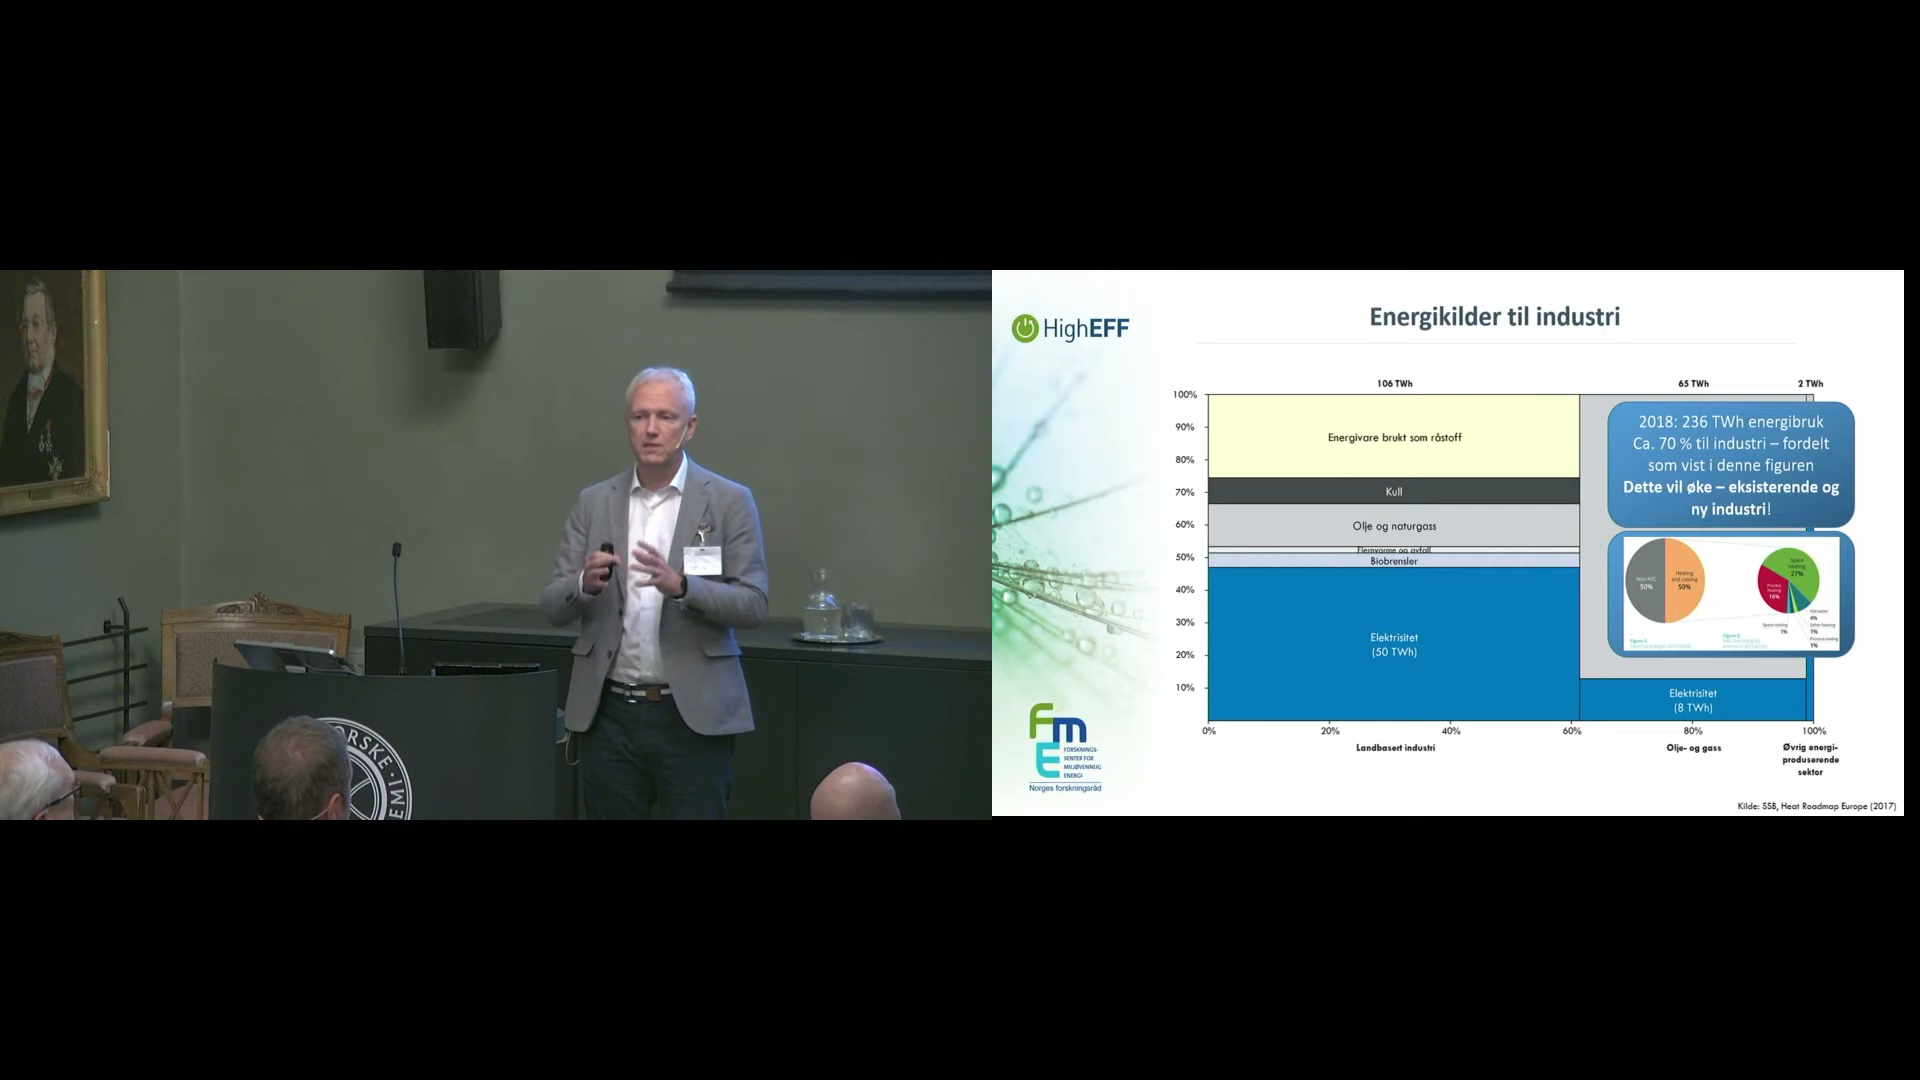 ORSKE · VIDENSKAPS
HighEFF
Energikilder til industri
106 TWh
65 TWh
2 TWh
100%
90%
80%
70%
60%
50%
40%
30%
20%
10%
Energivare brukt som råstoff
Kull
Olje og naturgass
Fjernvarme og avfall
Biobrensler
Elektrisitet
(50 TWh)
2018: 236 TWh energibruk
Ca. 70 % til industri – fordelt
som vist i denne figuren
Dette vil øke – eksisterende og
ny industri!
Non-H/C
50%
Heating
and cooling
50%
Space
heating
27%
Process
heating
16%
Hot water
4%
Space cooling
1%
Other heating
1%
Process cooling
1%
Elektrisitet
(8 TWh)
0%
20%
40%
60%
80%
100%
Landbasert industri
Olje- og gass
Øvrig energi-
produserende
sektor
FmE
FORSKNINGS-
SENTER FOR
MILJØVENNLIG
ENERGI
Norges forskningsråd
Kilde: SSB, Heat Roadmap Europe (2017)